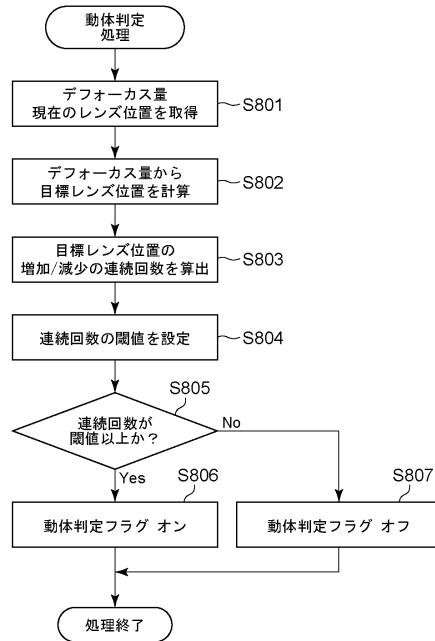 動体判定
処理
デフォーカス量
現在のレンズ位置を取得
S801
デフォーカス量から
目標レンズ位置を計算
S802
目標レンズ位置の
増加/減少の連続回数を算出
S803
連続回数の閾値を設定
S804
S805
連続回数が
閾値以上か？
No
Yes
S806
動体判定フラグ オン
S807
動体判定フラグ オフ
処理終了